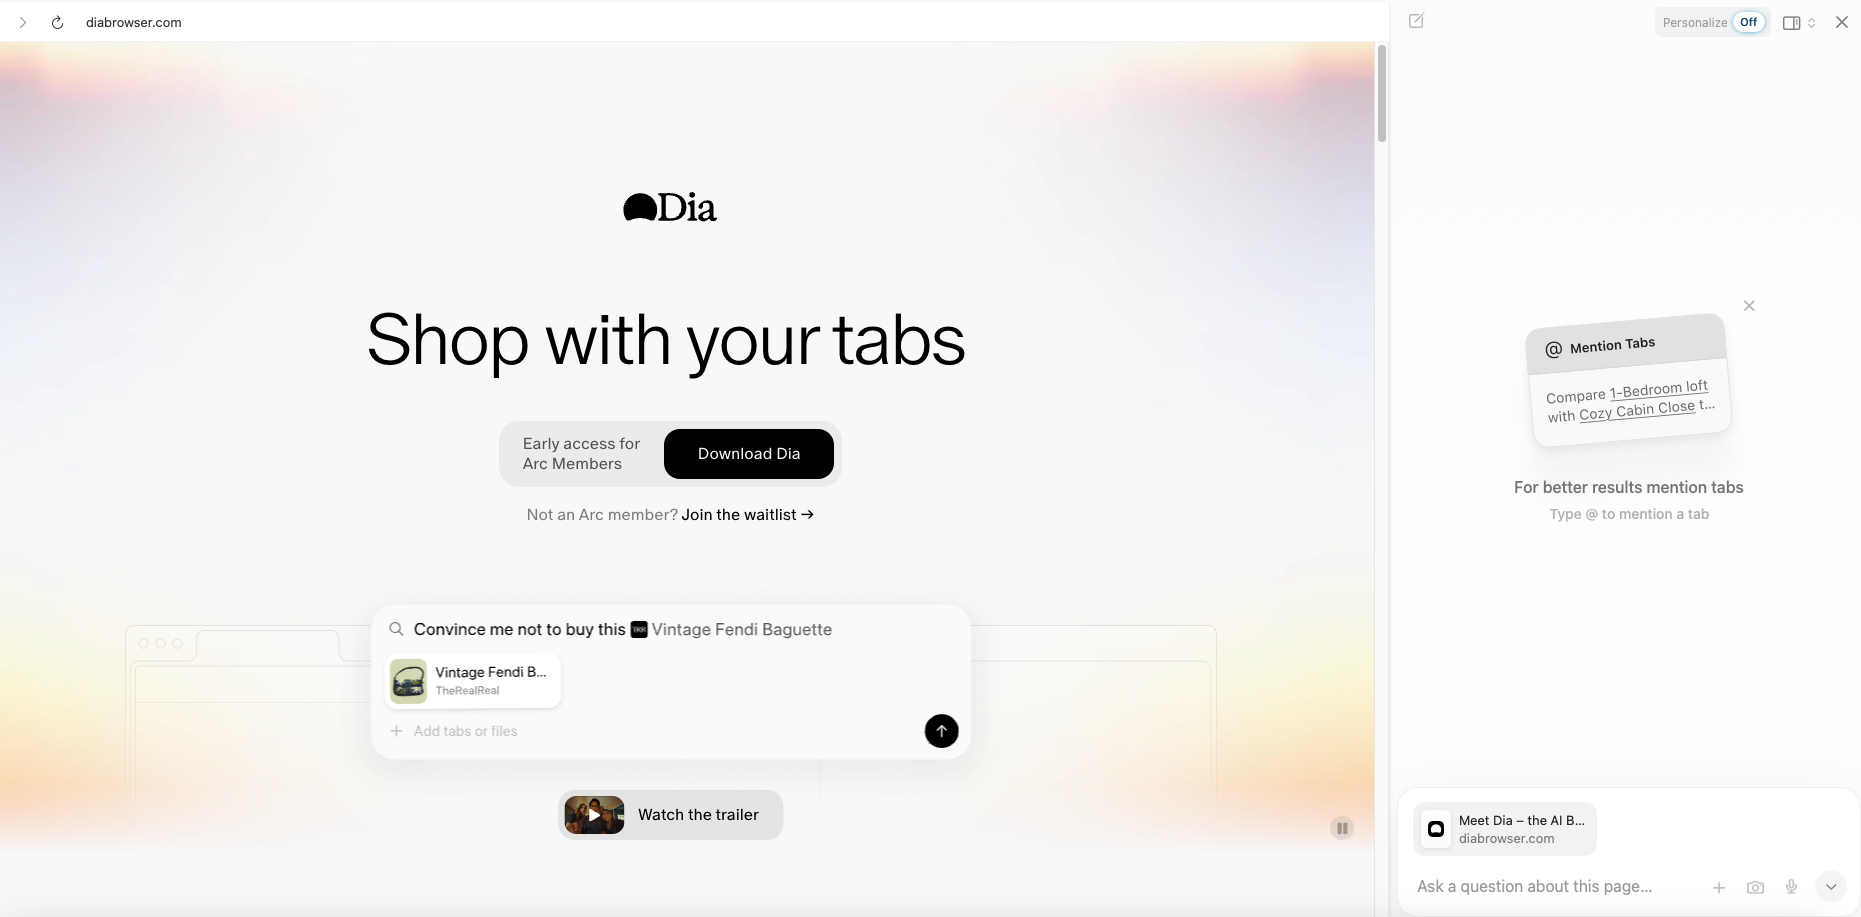 diabrowser.com
Personalize Off
Dia
Shop with your tabs
Early access for
Arc Members
Download Dia
Not an Arc member? Join the waitlist →
Convince me not to buy this Vintage Fendi Baguette
Vintage Fendi B...
TheRealReal
+ Add tabs or files
Watch the trailer
@ Mention Tabs
Compare 1-Bedroom loft
with Cozy Cabin Close t...
For better results mention tabs
Type @ to mention a tab
Meet Dia – the AI B...
diabrowser.com
Ask a question about this page...